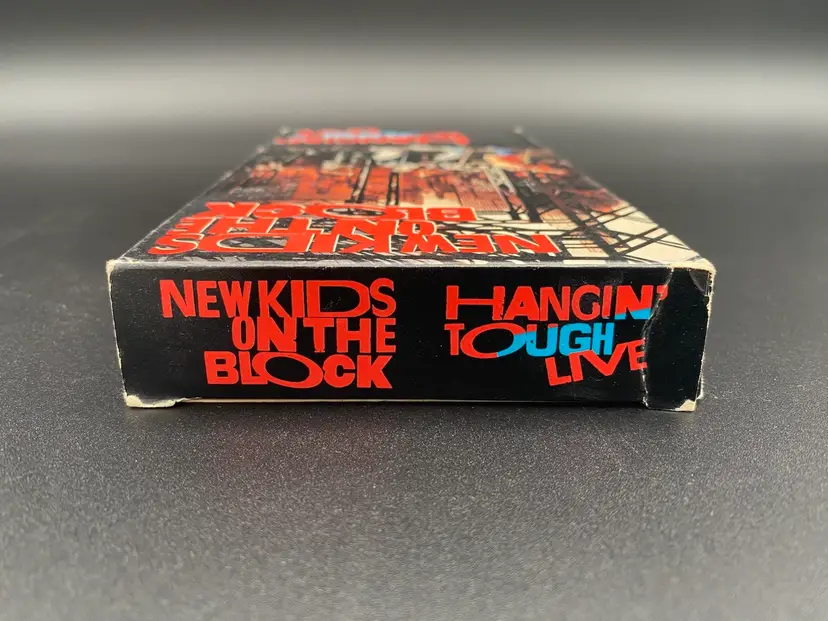 NEW KIDS
ON THE
BLOCK
HANGIN'
TOUGH
LIVE
NEW KIDS
ON THE
BLOCK